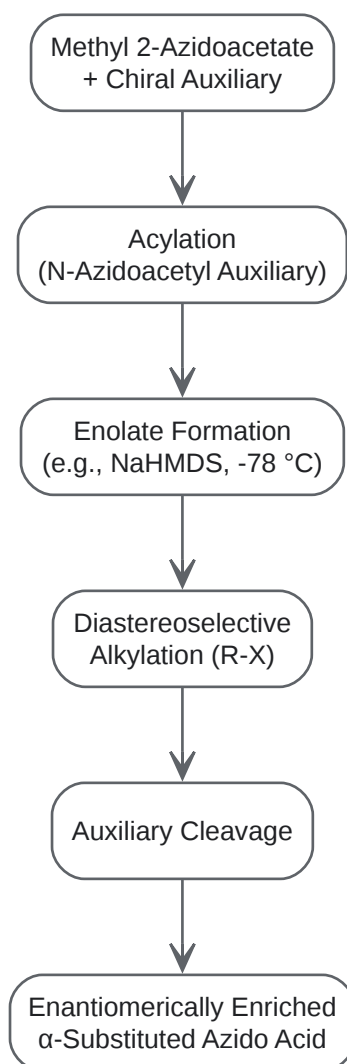 Methyl 2-Azidoacetate
+ Chiral Auxiliary
Acylation
(N-Azidoacetyl Auxiliary)
Enolate Formation
(e.g., NaHMDS, -78 °C)
Diastereoselective
Alkylation (R-X)
Auxiliary Cleavage
Enantiomerically Enriched
α-Substituted Azido Acid